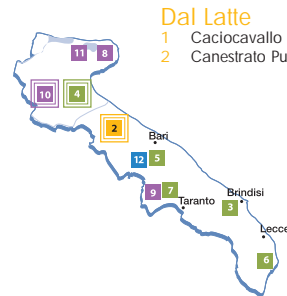 Dal Latte
1 Caciocavallo
2 Canestrato Pu
11 8
10 4
2
Bari
12 5
9 7
Taranto
Brindisi
3
Lecce
6